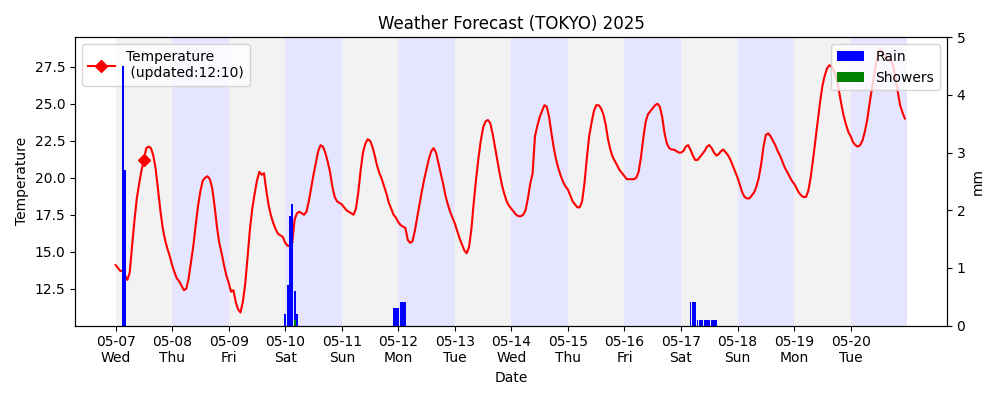 Weather Forecast (TOKYO) 2025
Temperature
(updated:12:10)
Rain
Showers
Temperature
27.5
25.0
22.5
20.0
17.5
15.0
12.5
5
4
3
2
1
0
mm
05-07 05-08 05-09 05-10 05-11 05-12 05-13 05-14 05-15 05-16 05-17 05-18 05-19 05-20
Wed Thu Fri Sat Sun Mon Tue Wed Thu Fri Sat Sun Mon Tue
Date